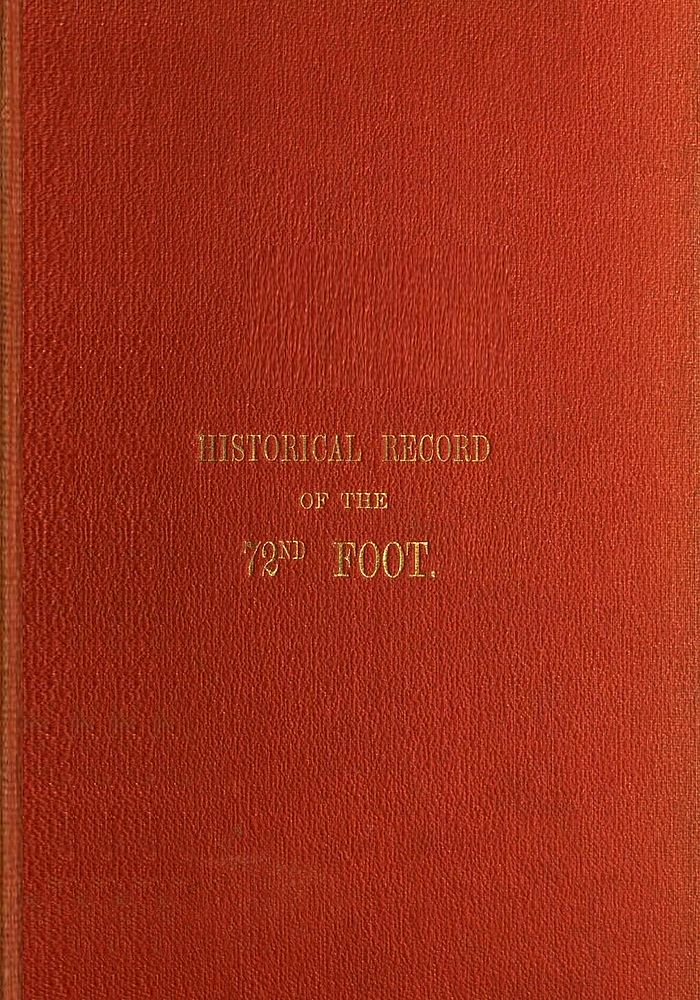 HISTORICAL RECORD
OF THE
72ND FOOT.